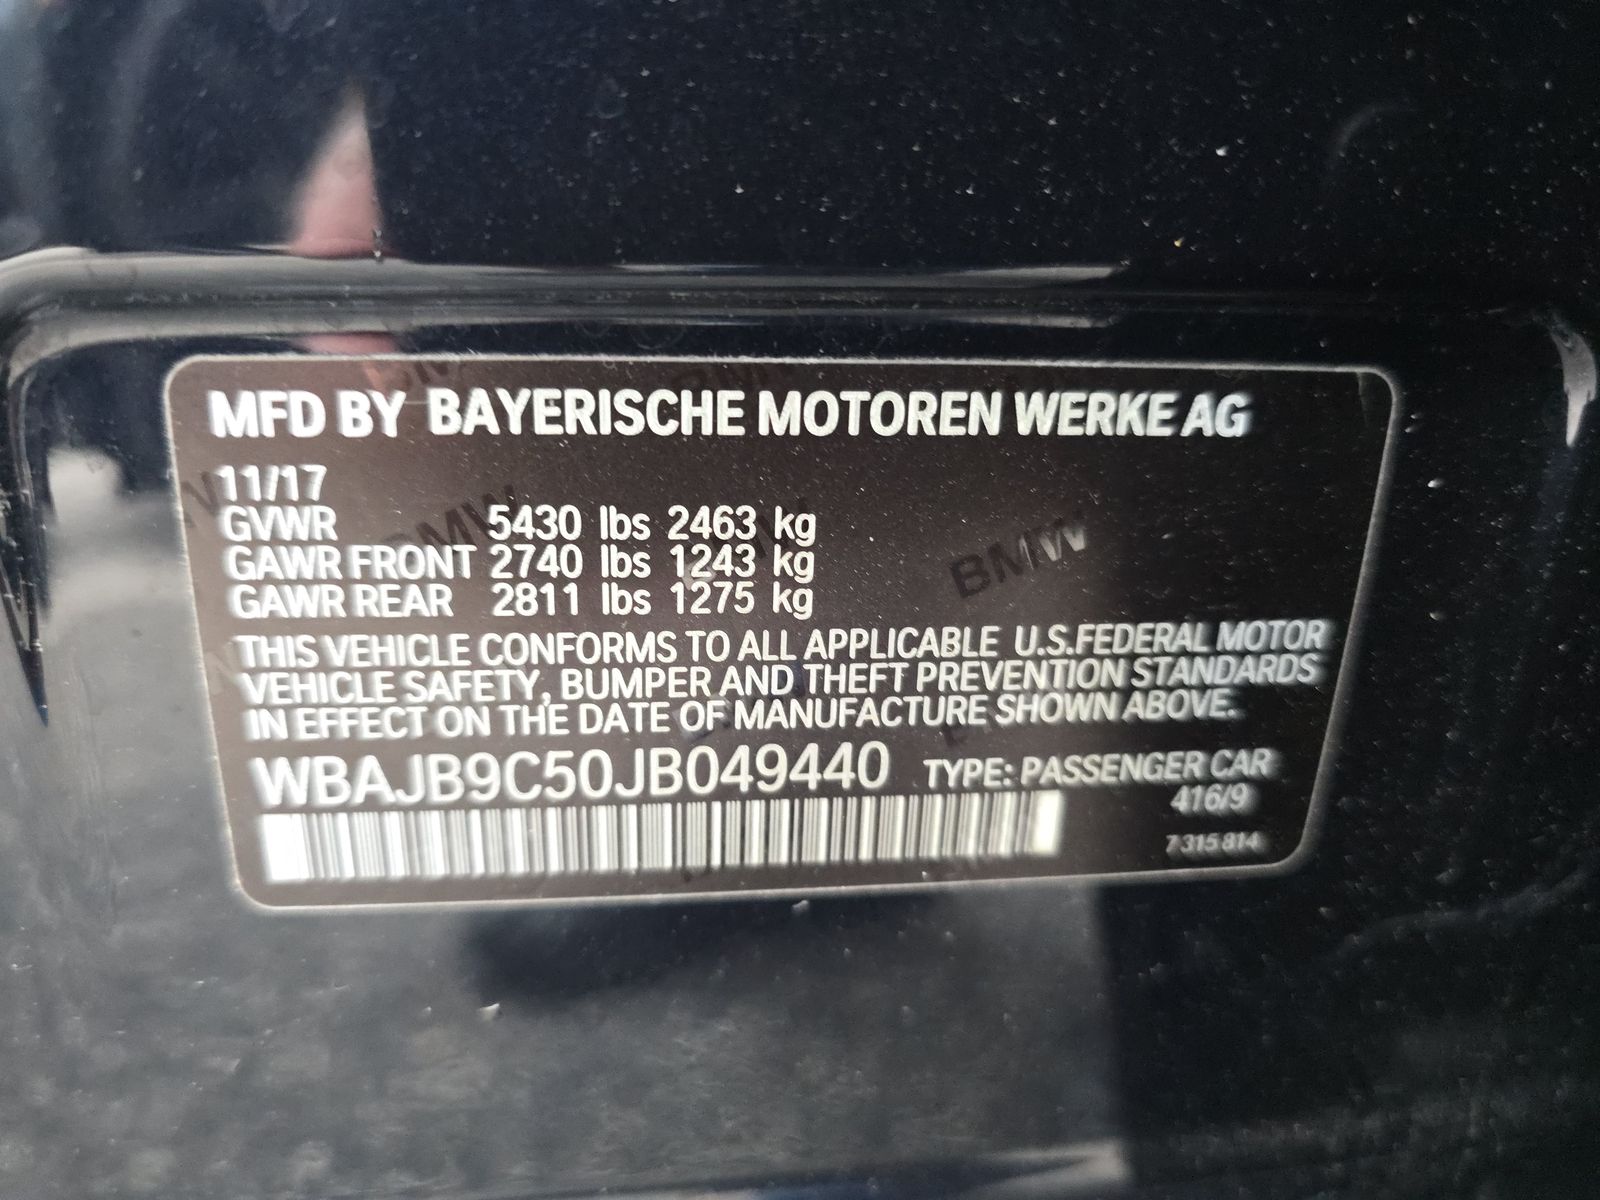 MFD BY BAYERISCHE MOTOREN WERKE AG
11/17
GVWR 5430 lbs 2463 kg
GAWR FRONT 2740 lbs 1243 kg
GAWR REAR 2811 lbs 1275 kg
BMW
BMW
THIS VEHICLE CONFORMS TO ALL APPLICABLE U.S.FEDERAL MOTOR
VEHICLE SAFETY, BUMPER AND THEFT PREVENTION STANDARDS
IN EFFECT ON THE DATE OF MANUFACTURE SHOWN ABOVE.
WBAJB9C50JB049440 TYPE: PASSENGER CAR
416/9
7 315 814